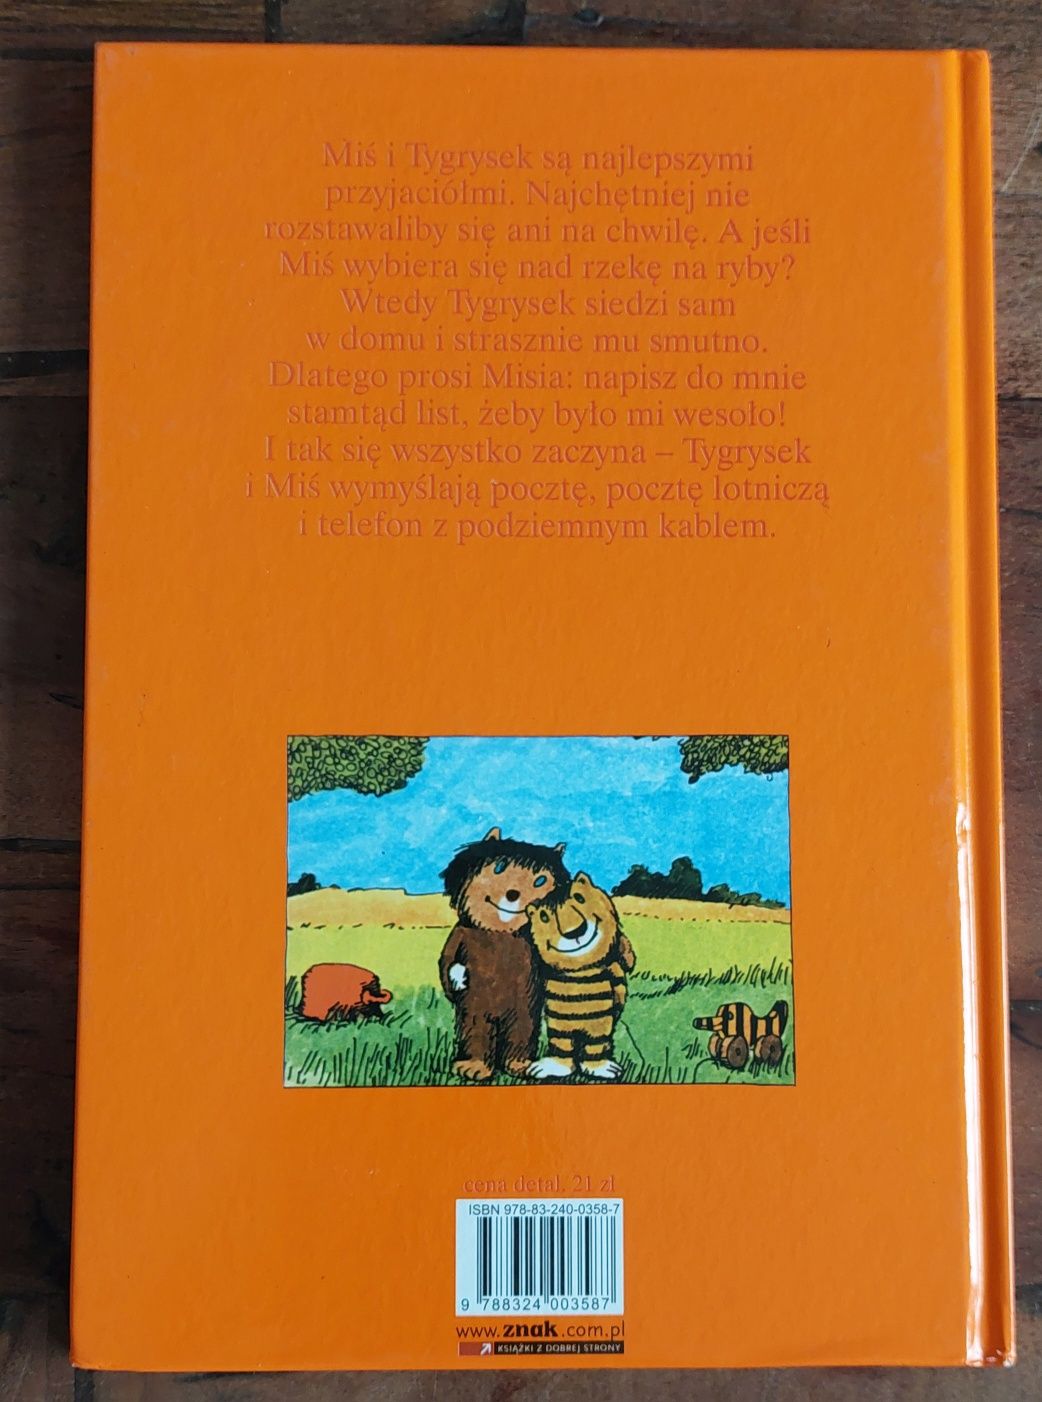 Miś i Tygrysek są najlepszymi
przyjaciółmi. Najchętniej nie
rozstawaliby się ani na chwilę. A jeśli
Miś wybiera się nad rzekę na ryby?
Wtedy Tygrysek siedzi sam
w domu i strasznie mu smutno.
Dlatego prosi Misia: napisz do mnie
stamtąd list, żeby było mi wesoło!
I tak się wszystko zaczyna – Tygrysek
i Miś wymyślają pocztę, pocztę lotniczą
i telefon z podziemnym kablem.
cena detal. 21 zł
ISBN 978-83-240-0358-7
9 788324 003587
www.znak.com.pl
KSIĄŻKI Z DOBREJ STRONY